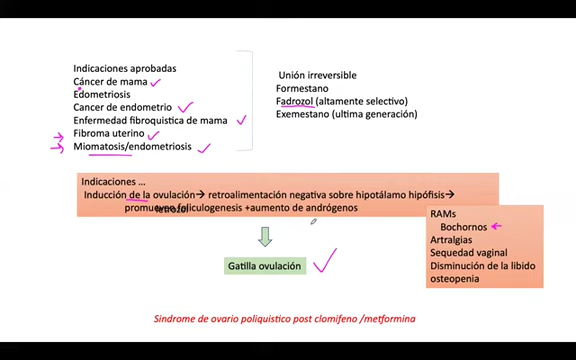 Indicaciones aprobadas
Cáncer de mama
Edometriosis
Cancer de endometrio
Enfermedad fibroquistica de mama
Fibroma uterino
Miomatosis/endometriosis
Unión irreversible
Formestano
Fadrozol (altamente selectivo)
Exemestano (ultima generación)
Indicaciones ...
Inducción de la ovulación→ retroalimentación negativa sobre hipotálamo hipófisis→
promueven foliculogenesis +aumento de andrógenos
letrozol
Gatilla ovulación
RAMs
Bochornos
Artralgias
Sequedad vaginal
Disminución de la libido
osteopenia
Sindrome de ovario poliquistico post clomifeno /metformina